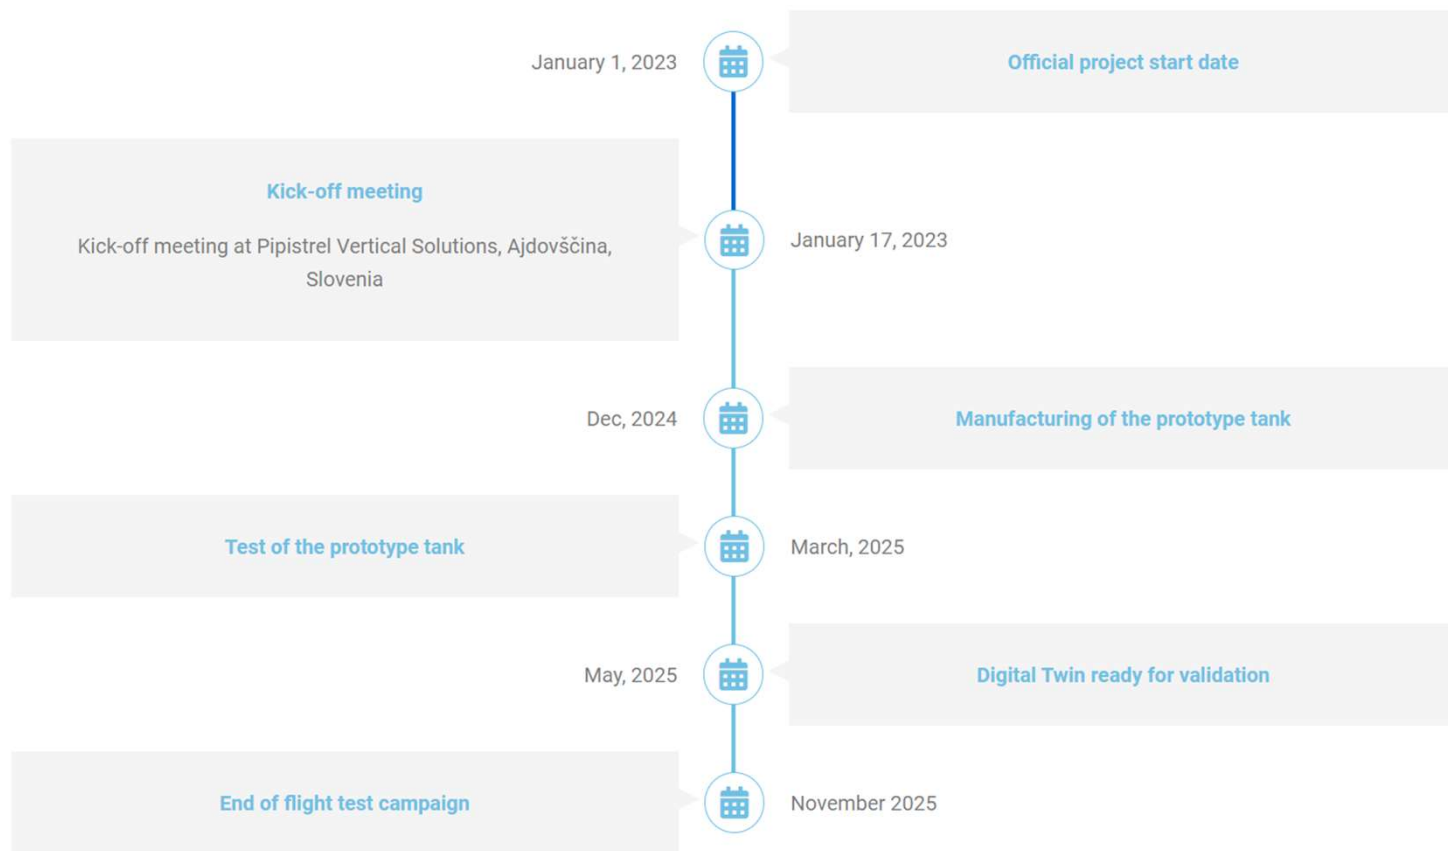 January 1, 2023
Official project start date
Kick-off meeting
Kick-off meeting at Pipistrel Vertical Solutions, Ajdovščina,
Slovenia
January 17, 2023
Dec, 2024
Manufacturing of the prototype tank
Test of the prototype tank
March, 2025
May, 2025
Digital Twin ready for validation
End of flight test campaign
November 2025